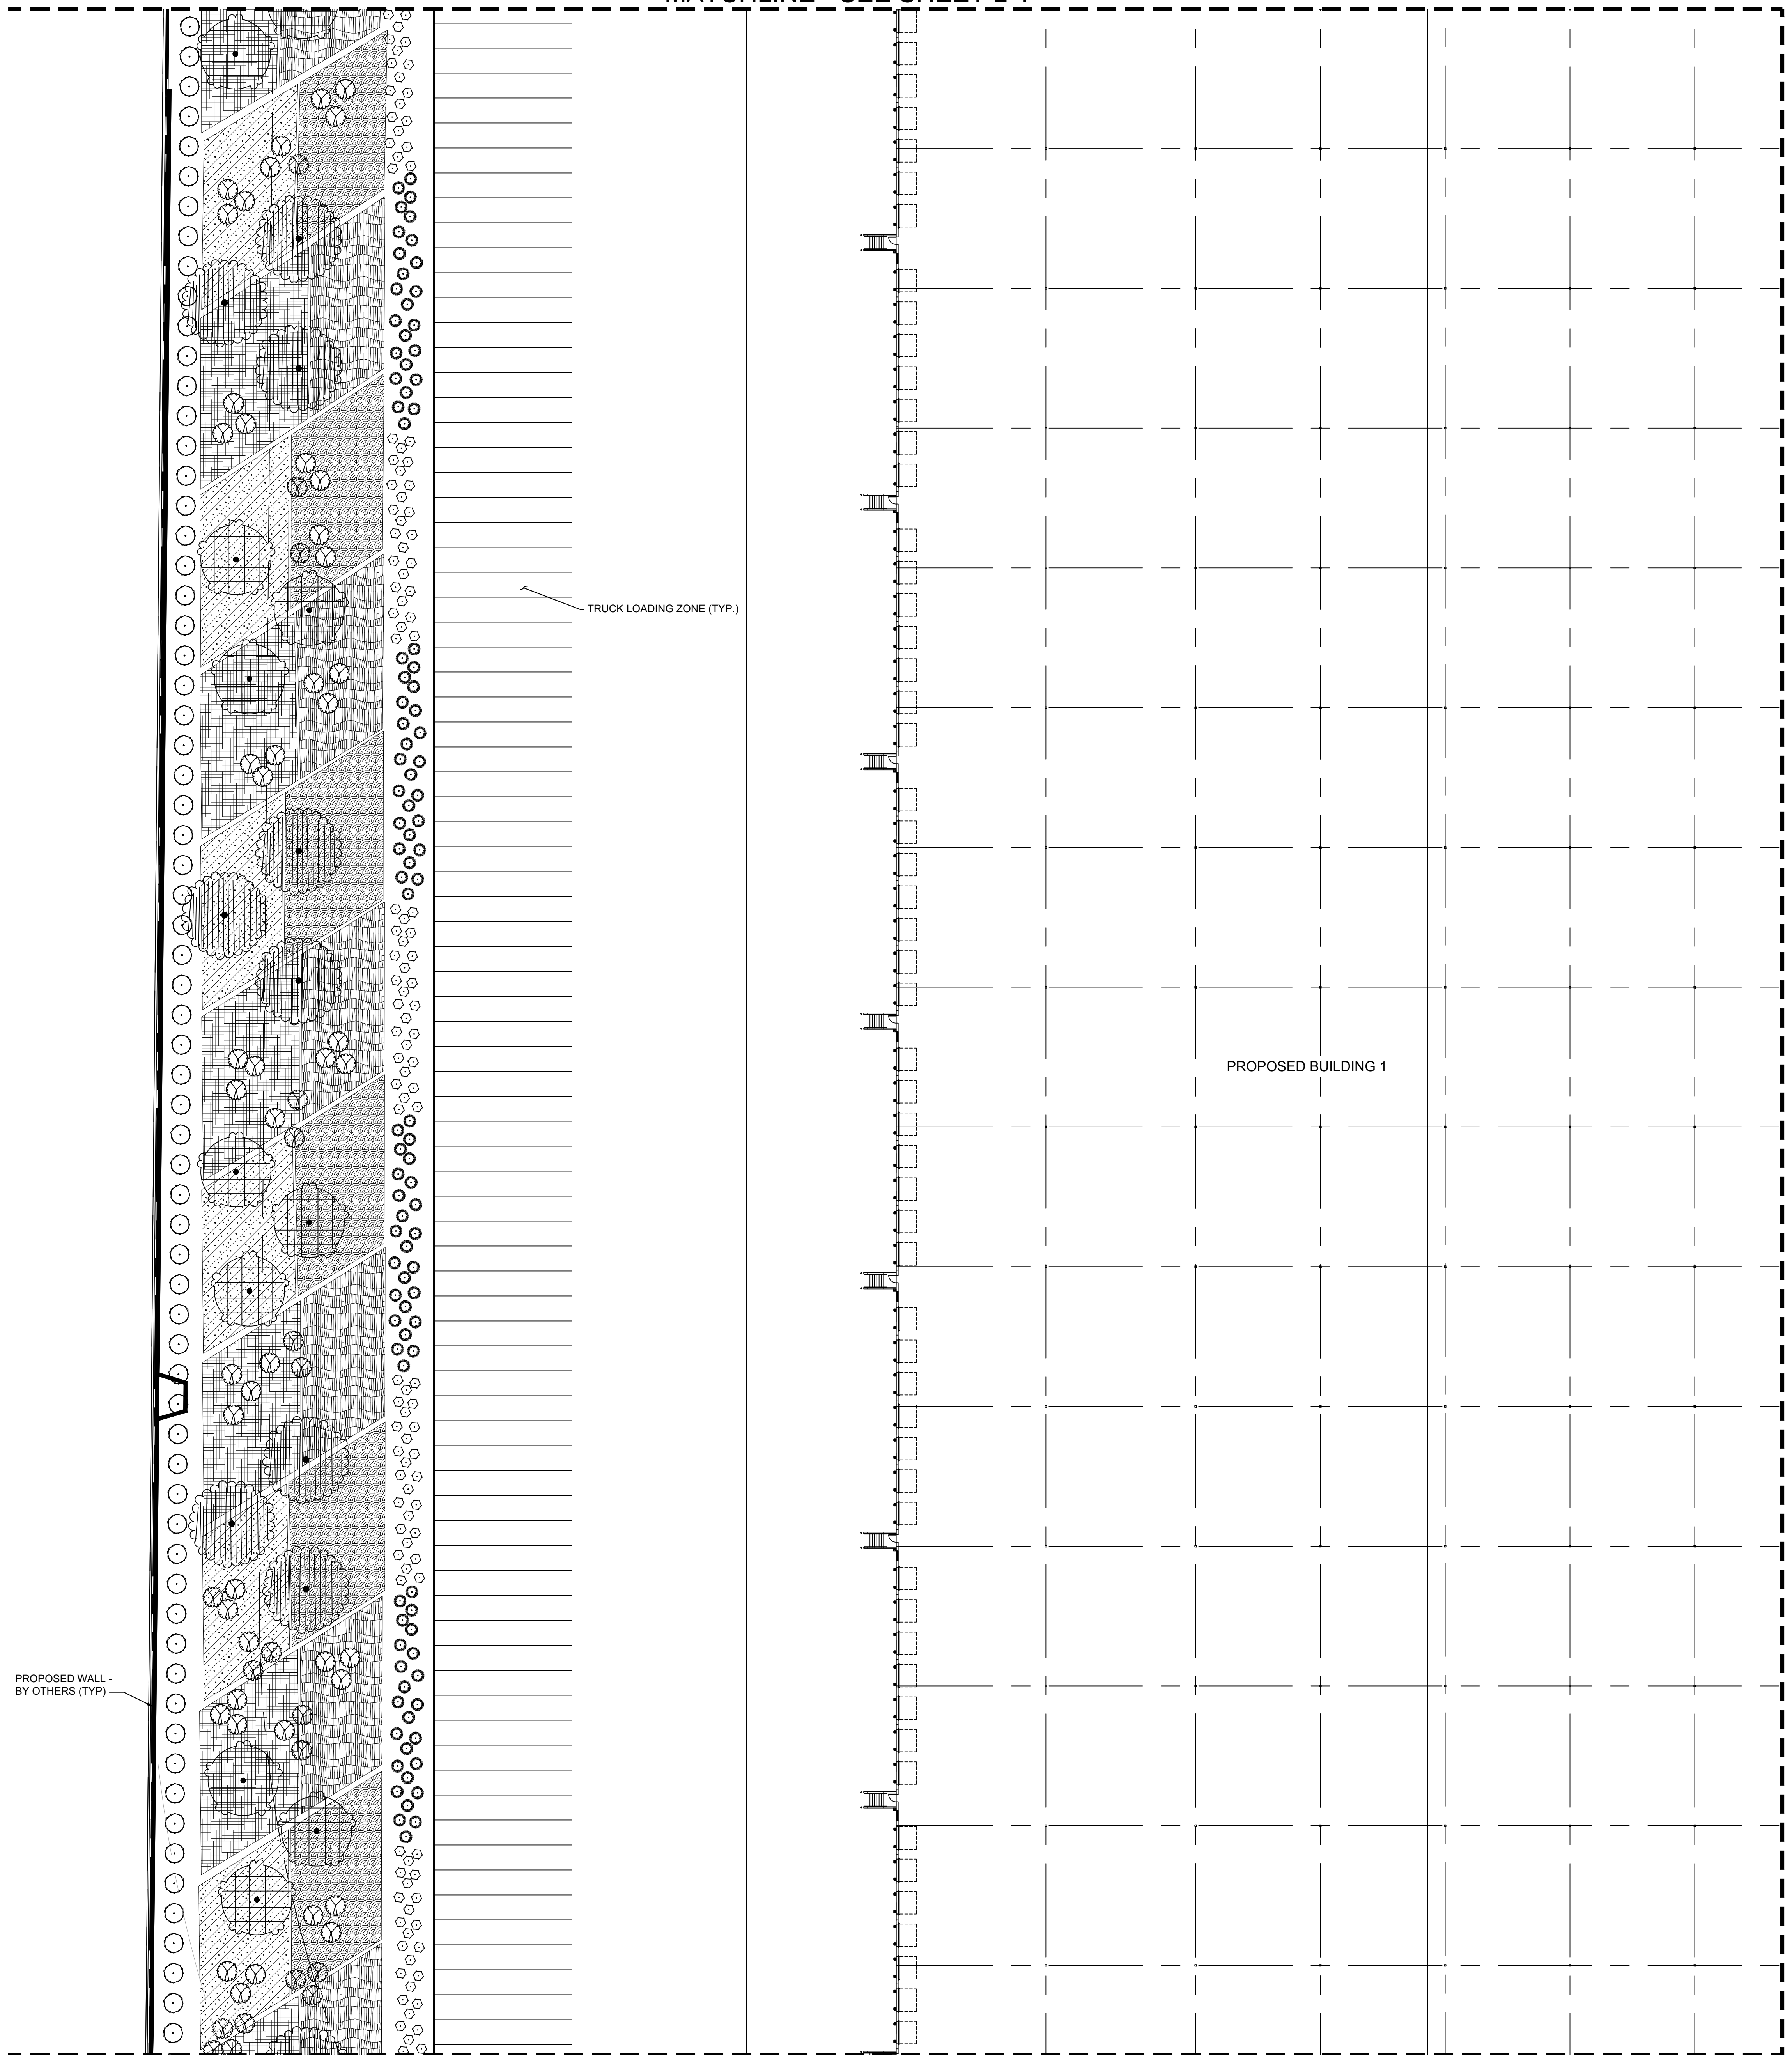 TRUCK LOADING ZONE (TYP.)
PROPOSED BUILDING 1
PROPOSED WALL -
BY OTHERS (TYP)